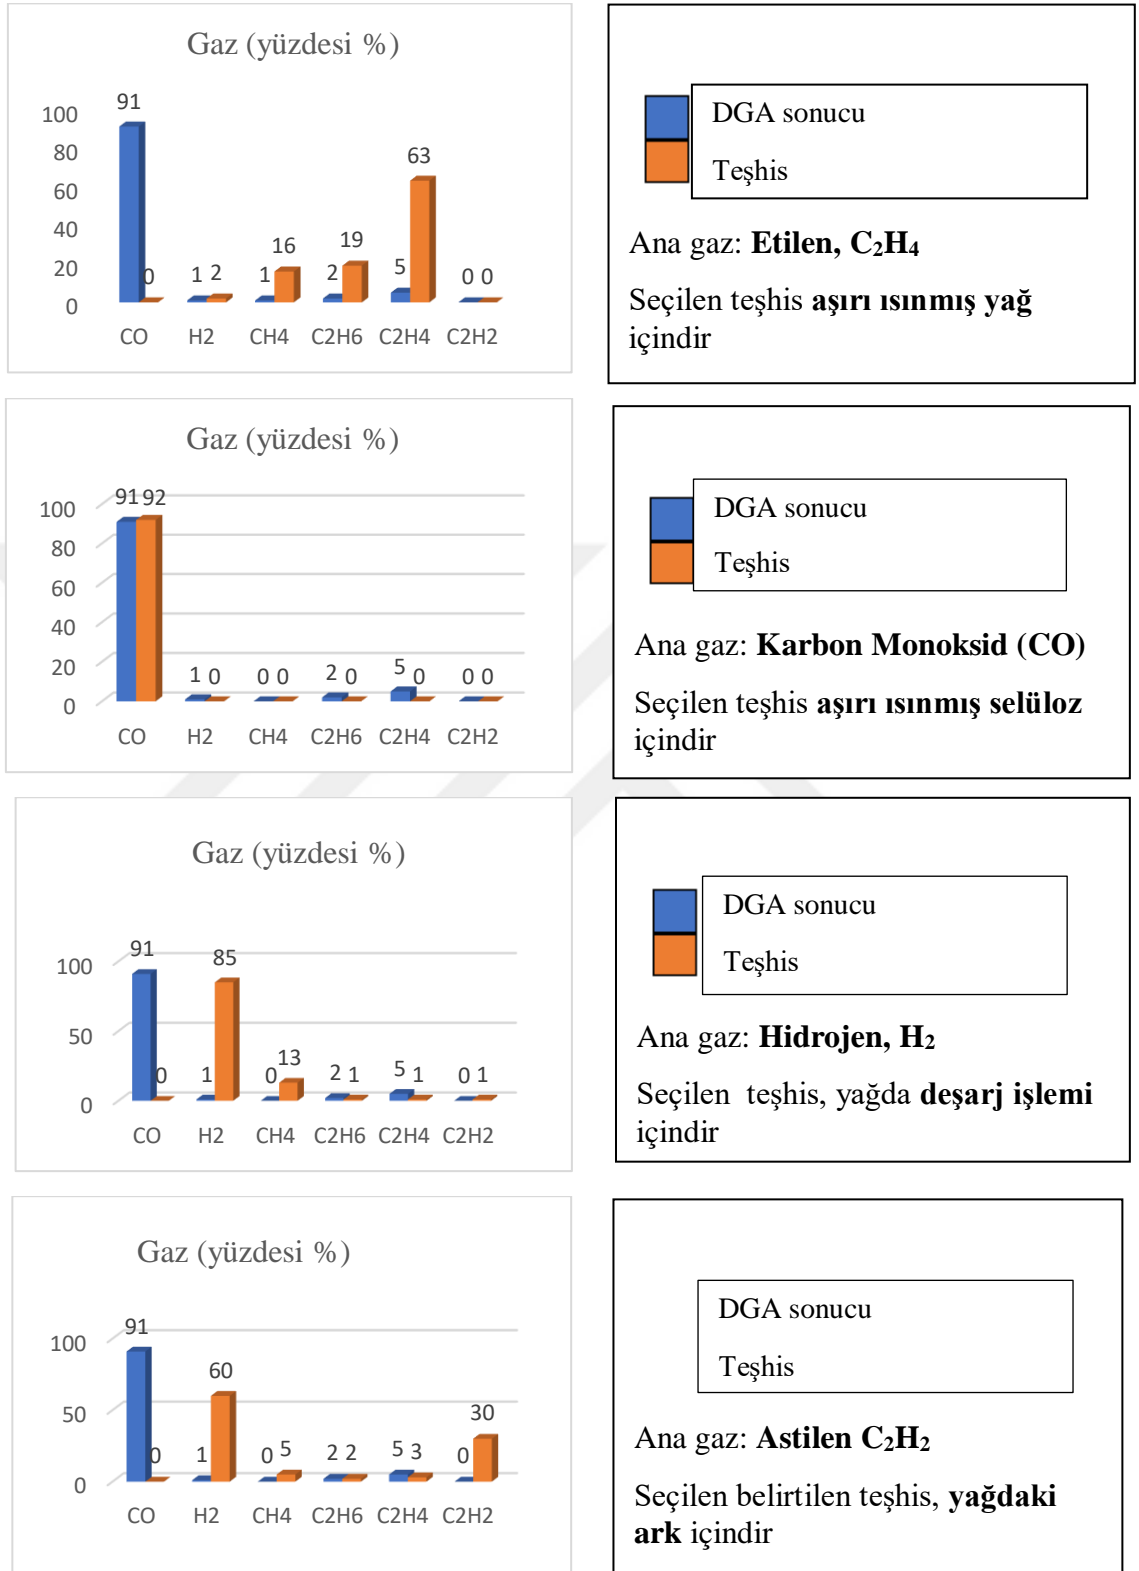 Gaz (yüzdesi %)
100
80
60
40
20
0
91
0
1 2
1
16
2
19
5
63
0 0
CO H2 CH4 C2H6 C2H4 C2H2
DGA sonucu
Teşhis
Ana gaz: Etilen, C₂H₄
Seçilen teşhis aşırı ısınmış yağ
içindir
Gaz (yüzdesi %)
100
80
60
40
20
0
91 92
1 0
0 0
2 0
5 0
0 0
CO H2 CH4 C2H6 C2H4 C2H2
DGA sonucu
Teşhis
Ana gaz: Karbon Monoksid (CO)
Seçilen teşhis aşırı ısınmış selüloz
içindir
Gaz (yüzdesi %)
100
50
0
91
0
1
85
0
13
2 1
5 1
0 1
CO H2 CH4 C2H6 C2H4 C2H2
DGA sonucu
Teşhis
Ana gaz: Hidrojen, H₂
Seçilen teşhis, yağda deşarj işlemi
içindir
Gaz (yüzdesi %)
100
50
0
91
0
1
60
0 5
2 2
5 3
0
30
CO H2 CH4 C2H6 C2H4 C2H2
DGA sonucu
Teşhis
Ana gaz: Astilen C₂H₂
Seçilen belirtilen teşhis, yağdaki
ark içindir